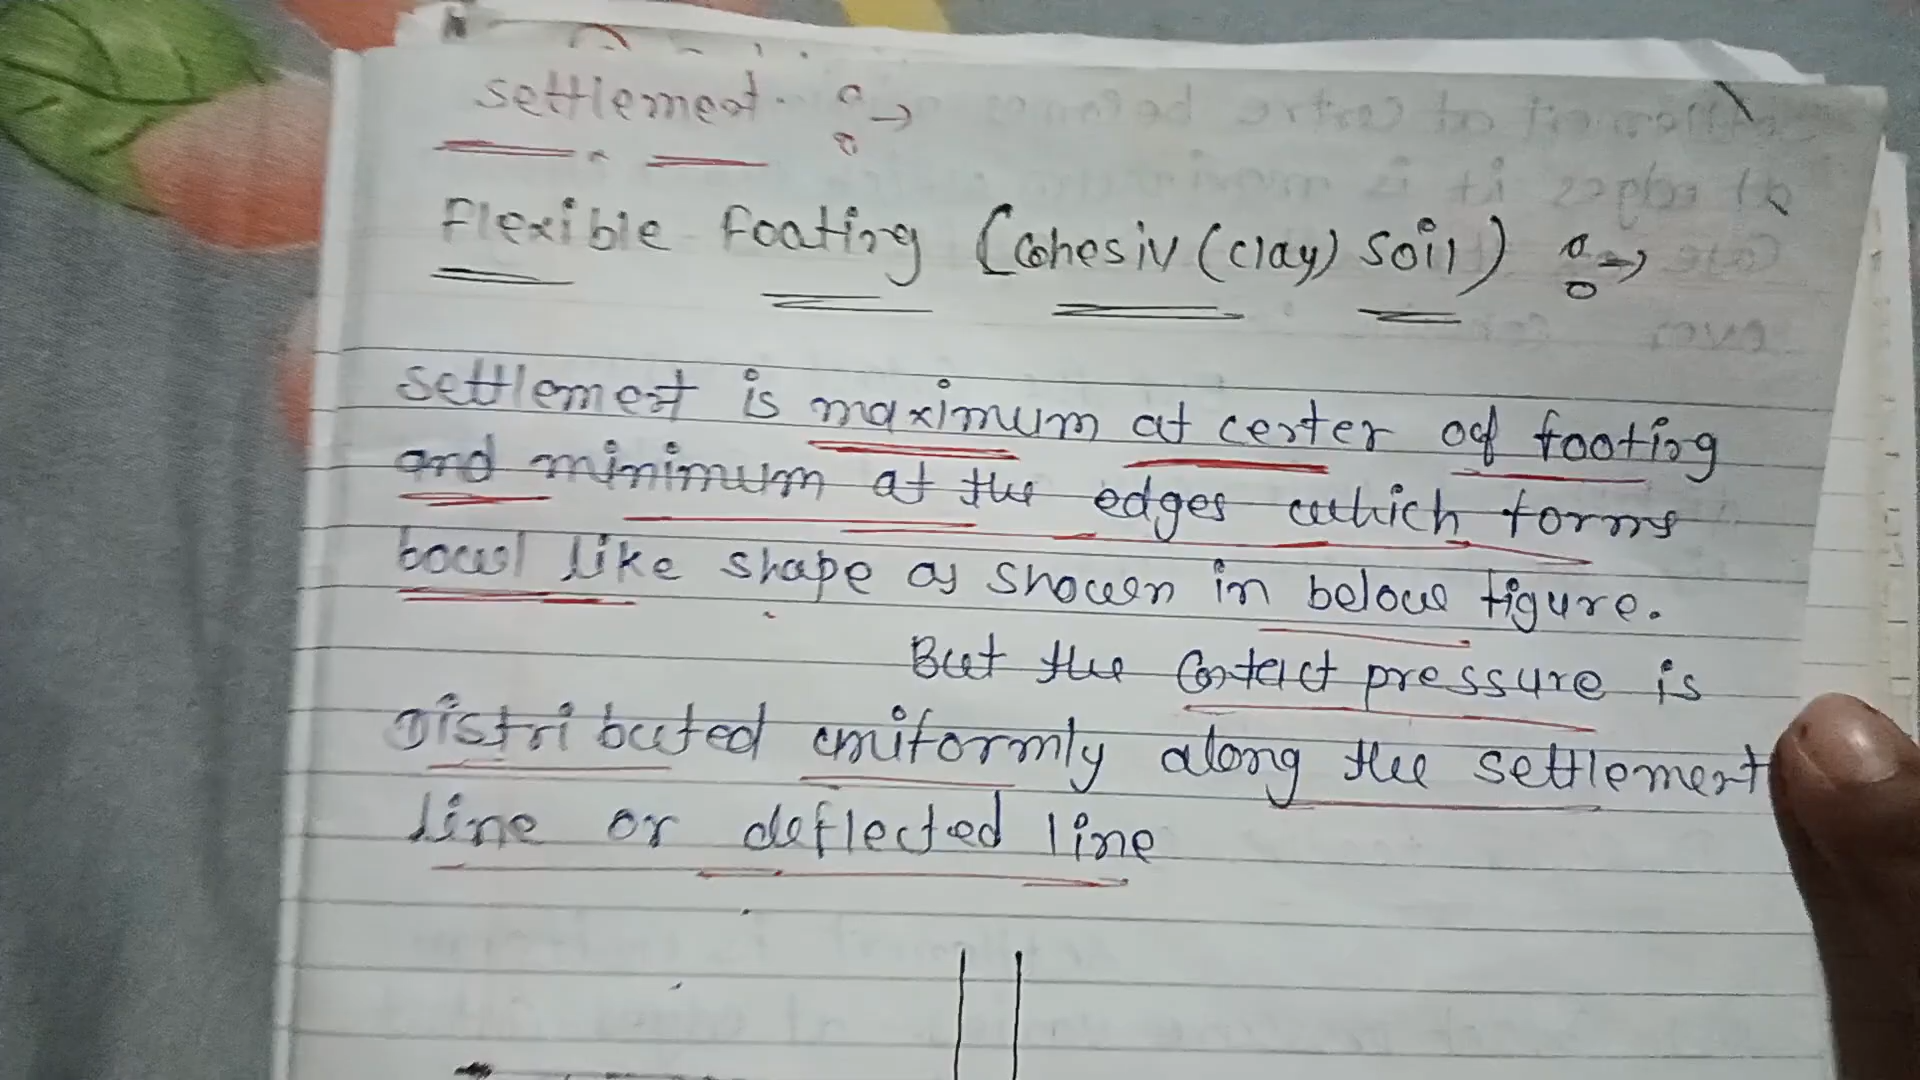 settlement :→
Flexible footing (Cohesiv (clay) soil) :→
settlement is maximum at center of footing
and minimum at the edges which forms
bowl like shape as shown in below figure.
But the Contact pressure is
Distributed uniformly along the settlement
line or deflected line